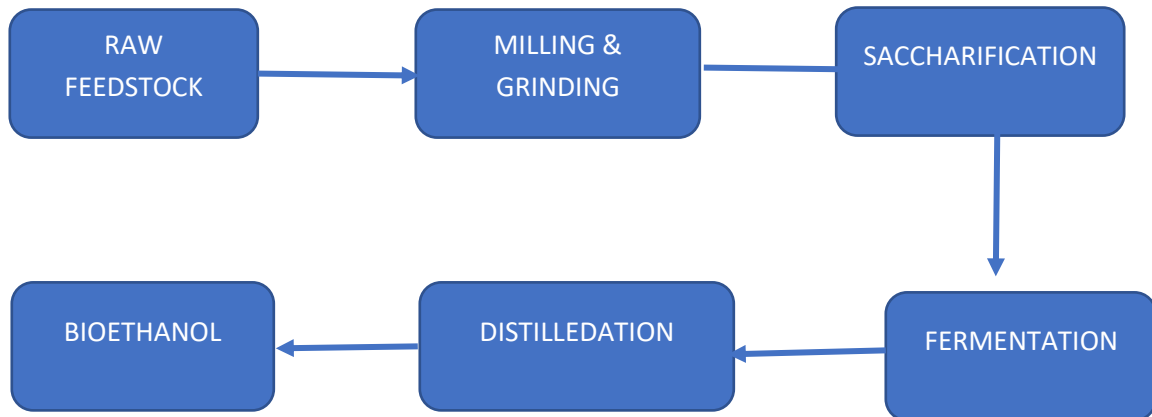 RAW
FEEDSTOCK
MILLING &
GRINDING
SACCHARIFICATION
FERMENTATION
DISTILLEDATION
BIOETHANOL